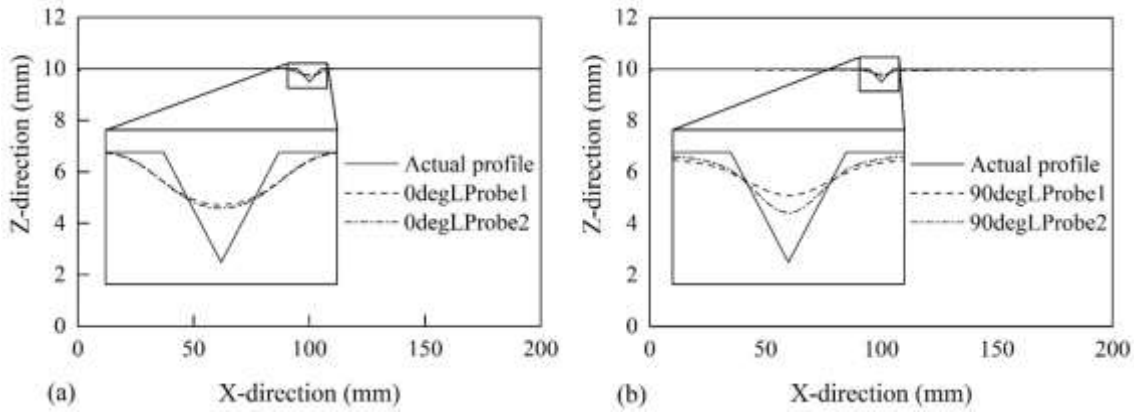 12
10
8
6
4
2
0
Z-direction (mm)
Actual profile
0degLProbe1
0degLProbe2
0 50 100 150 200
(a) X-direction (mm)
12
10
8
6
4
2
0
Z-direction (mm)
Actual profile
90degLProbe1
90degLProbe2
0 50 100 150 200
(b) X-direction (mm)